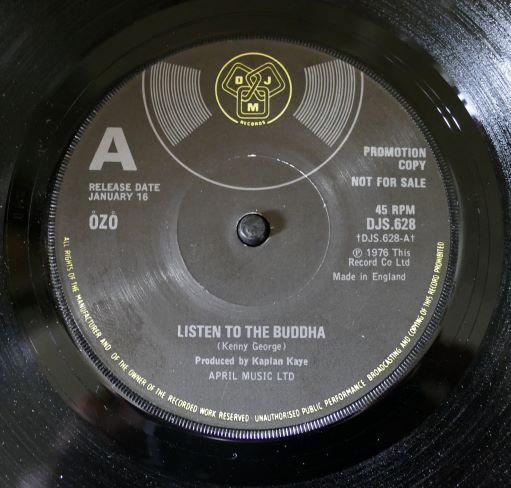 D J M
RECORDS
A
PROMOTION
COPY
NOT FOR SALE
RELEASE DATE
JANUARY 16
45 RPM
DJS.628
†DJS.628-A†
ÖZÖ
℗ 1976 This
Record Co Ltd
Made in England
LISTEN TO THE BUDDHA
(Kenny George)
Produced by Kaplan Kaye
APRIL MUSIC LTD
ALL RIGHTS OF THE MANUFACTURER AND OF THE OWNER OF THE RECORDED WORK RESERVED · UNAUTHORISED PUBLIC PERFORMANCE BROADCASTING AND COPYING OF THIS RECORD PROHIBITED